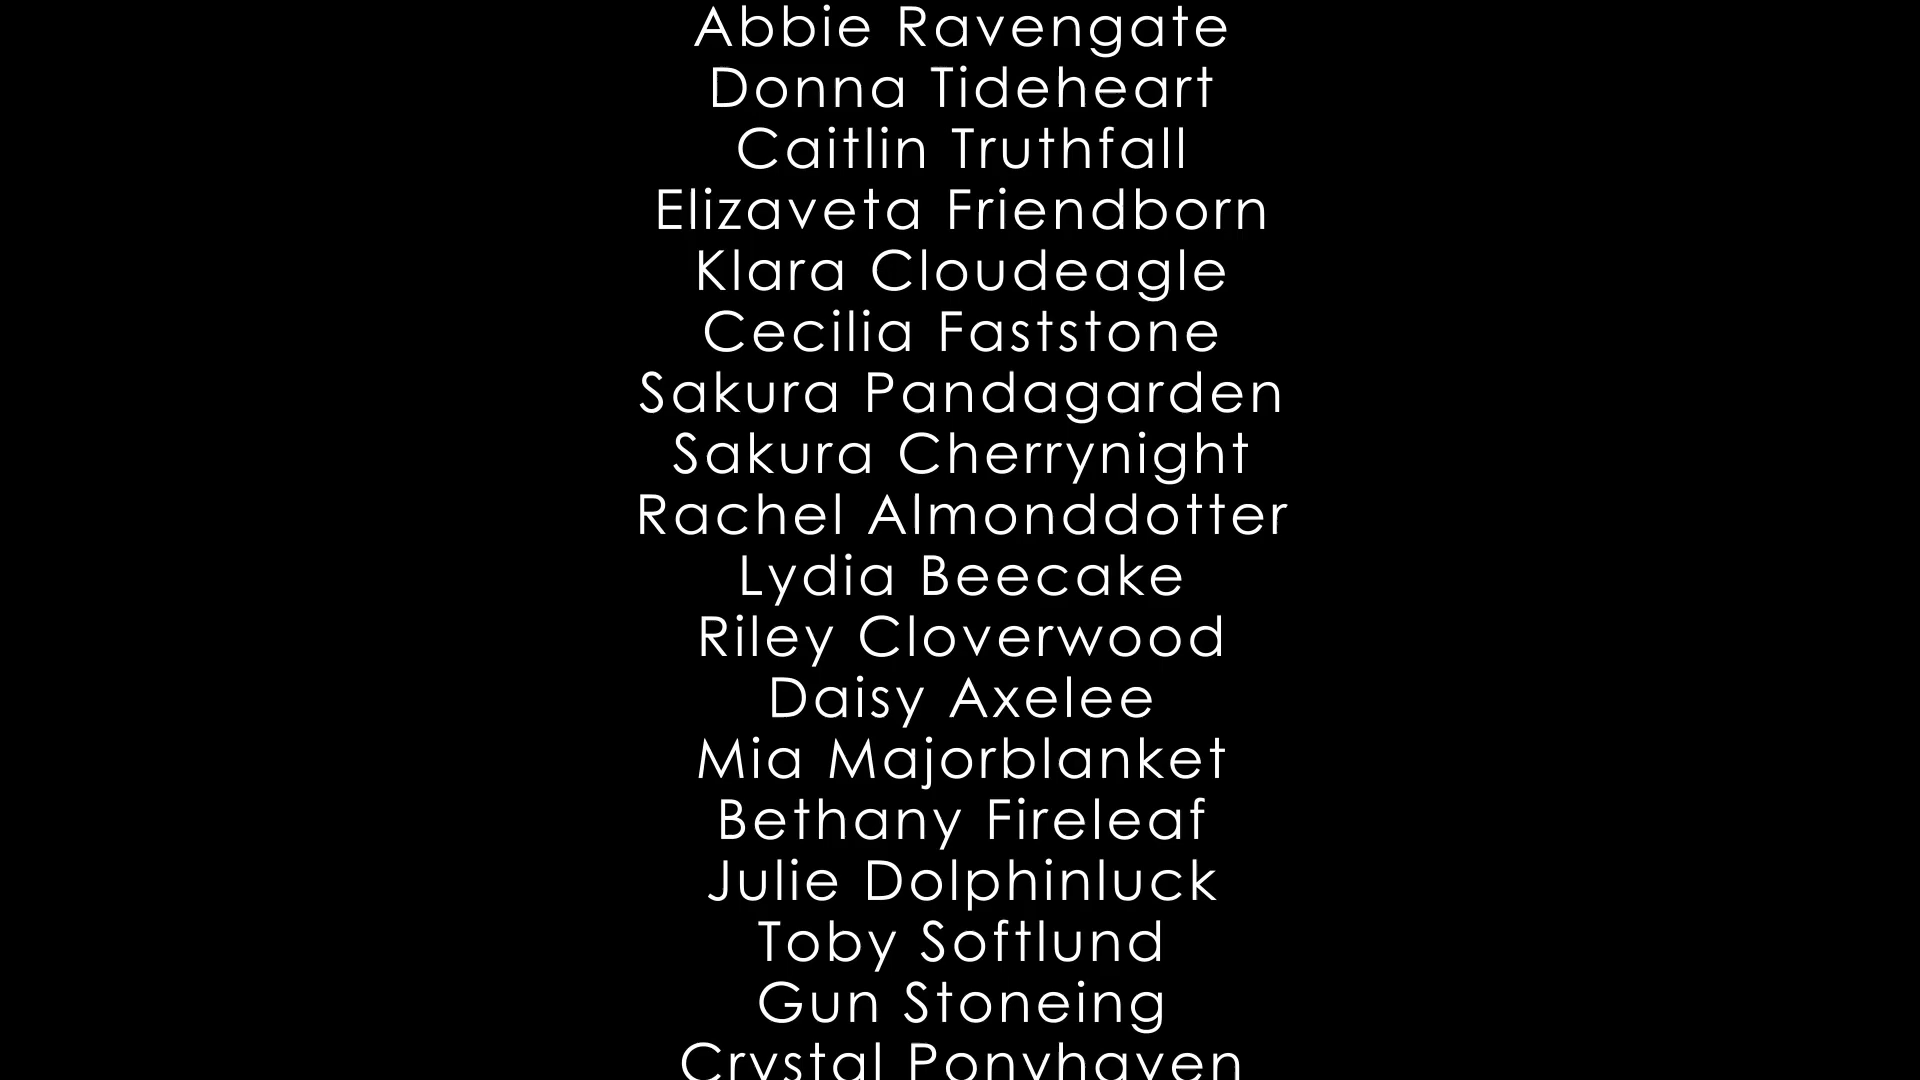 Abbie Ravengate
Donna Tideheart
Caitlin Truthfall
Elizaveta Friendborn
Klara Cloudeagle
Cecilia Faststone
Sakura Pandagarden
Sakura Cherrynight
Rachel Almonddotter
Lydia Beecake
Riley Cloverwood
Daisy Axelee
Mia Majorblanket
Bethany Fireleaf
Julie Dolphinluck
Toby Softlund
Gun Stoneing
Crystal Ponyhaven